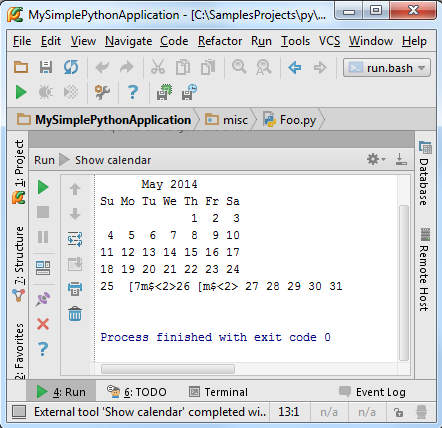 MySimplePythonApplication - [C:\SamplesProjects\py\...
File Edit View Navigate Code Refactor Run Tools VCS Window Help
run.bash
MySimplePythonApplication misc Foo.py
Run Show calendar
1: Project
7: Structure
2: Favorites
Database
Remote Host
May 2014
Su Mo Tu We Th Fr Sa
1 2 3
4 5 6 7 8 9 10
11 12 13 14 15 16 17
18 19 20 21 22 23 24
25 [7m$<2>26 [m$<2> 27 28 29 30 31
Process finished with exit code 0
4: Run 6: TODO Terminal Event Log
External tool 'Show calendar' completed wi.. 13:1 n/a n/a